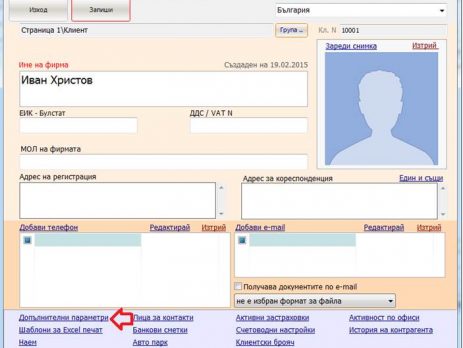 Изход Запиши България
Страница 1\Клиент Група .. Кл. N 10001
Зареди снимка Изтрий
Име на фирма Създаден на 19.02.2015
Иван Христов
ЕИК - Булстат ДДС / VAT N
МОЛ на фирмата
Адрес на регистрация Адрес за кореспонденция Един и същи
Добави телефон Редактирай Изтрий Добави e-mail Редактирай Изтрий
Получава документите по e-mail
не е избран формат за файла
Допълнителни параметри Лица за контакти Активни застраховки Активност по офиси
Шаблони за Excel печат Банкови сметки Счетоводни настройки История на контрагента
Наем Авто парк Клиентски брояч